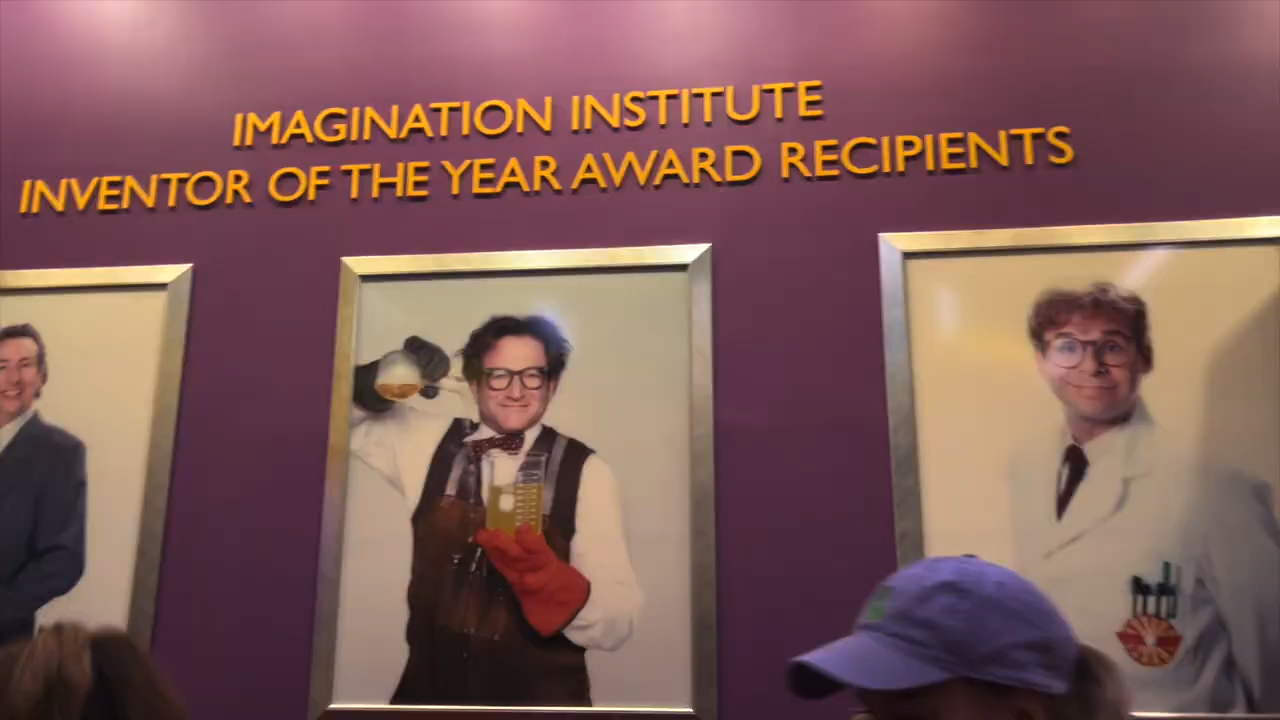 IMAGINATION INSTITUTE
INVENTOR OF THE YEAR AWARD RECIPIENTS